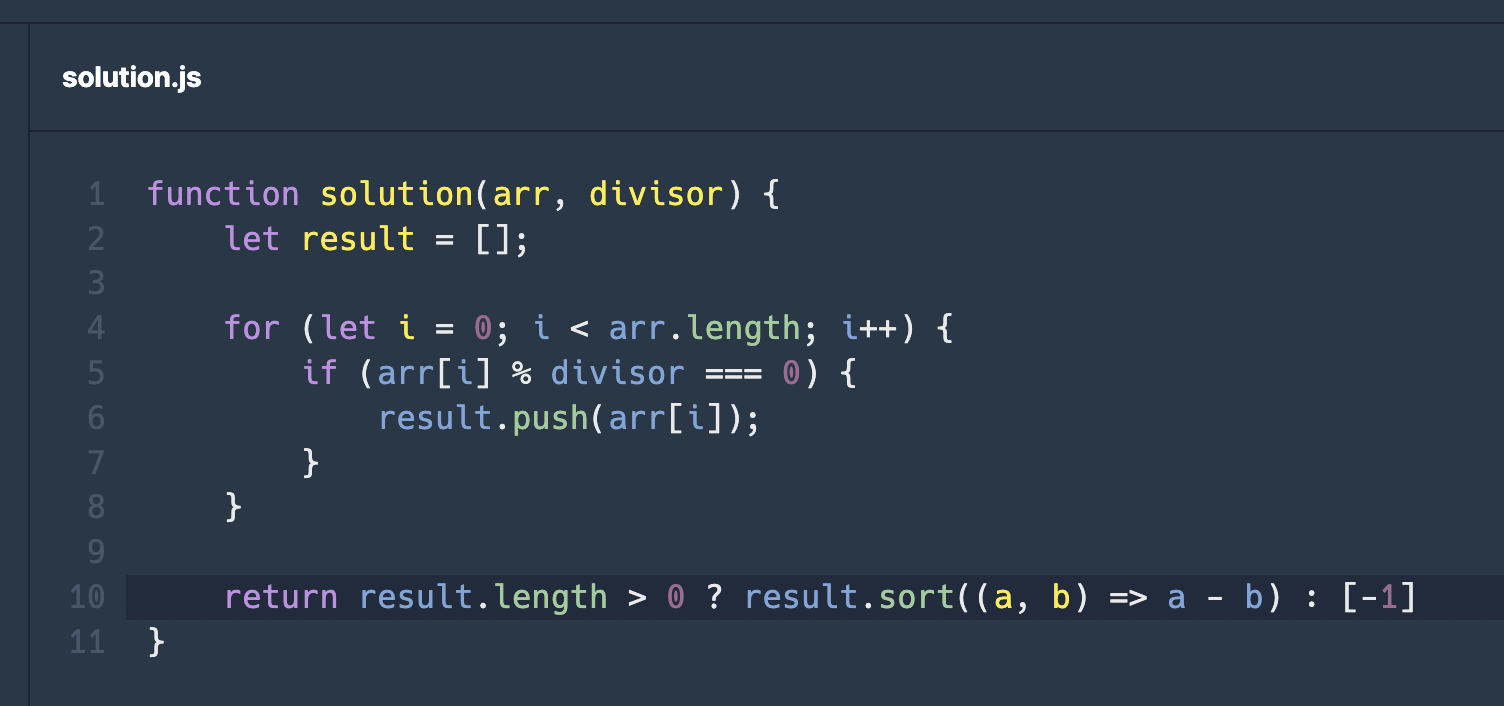 solution.js
1 function solution(arr, divisor) {
2     let result = [];
3
4     for (let i = 0; i < arr.length; i++) {
5         if (arr[i] % divisor === 0) {
6             result.push(arr[i]);
7         }
8     }
9
10     return result.length > 0 ? result.sort((a, b) => a - b) : [-1]
11 }